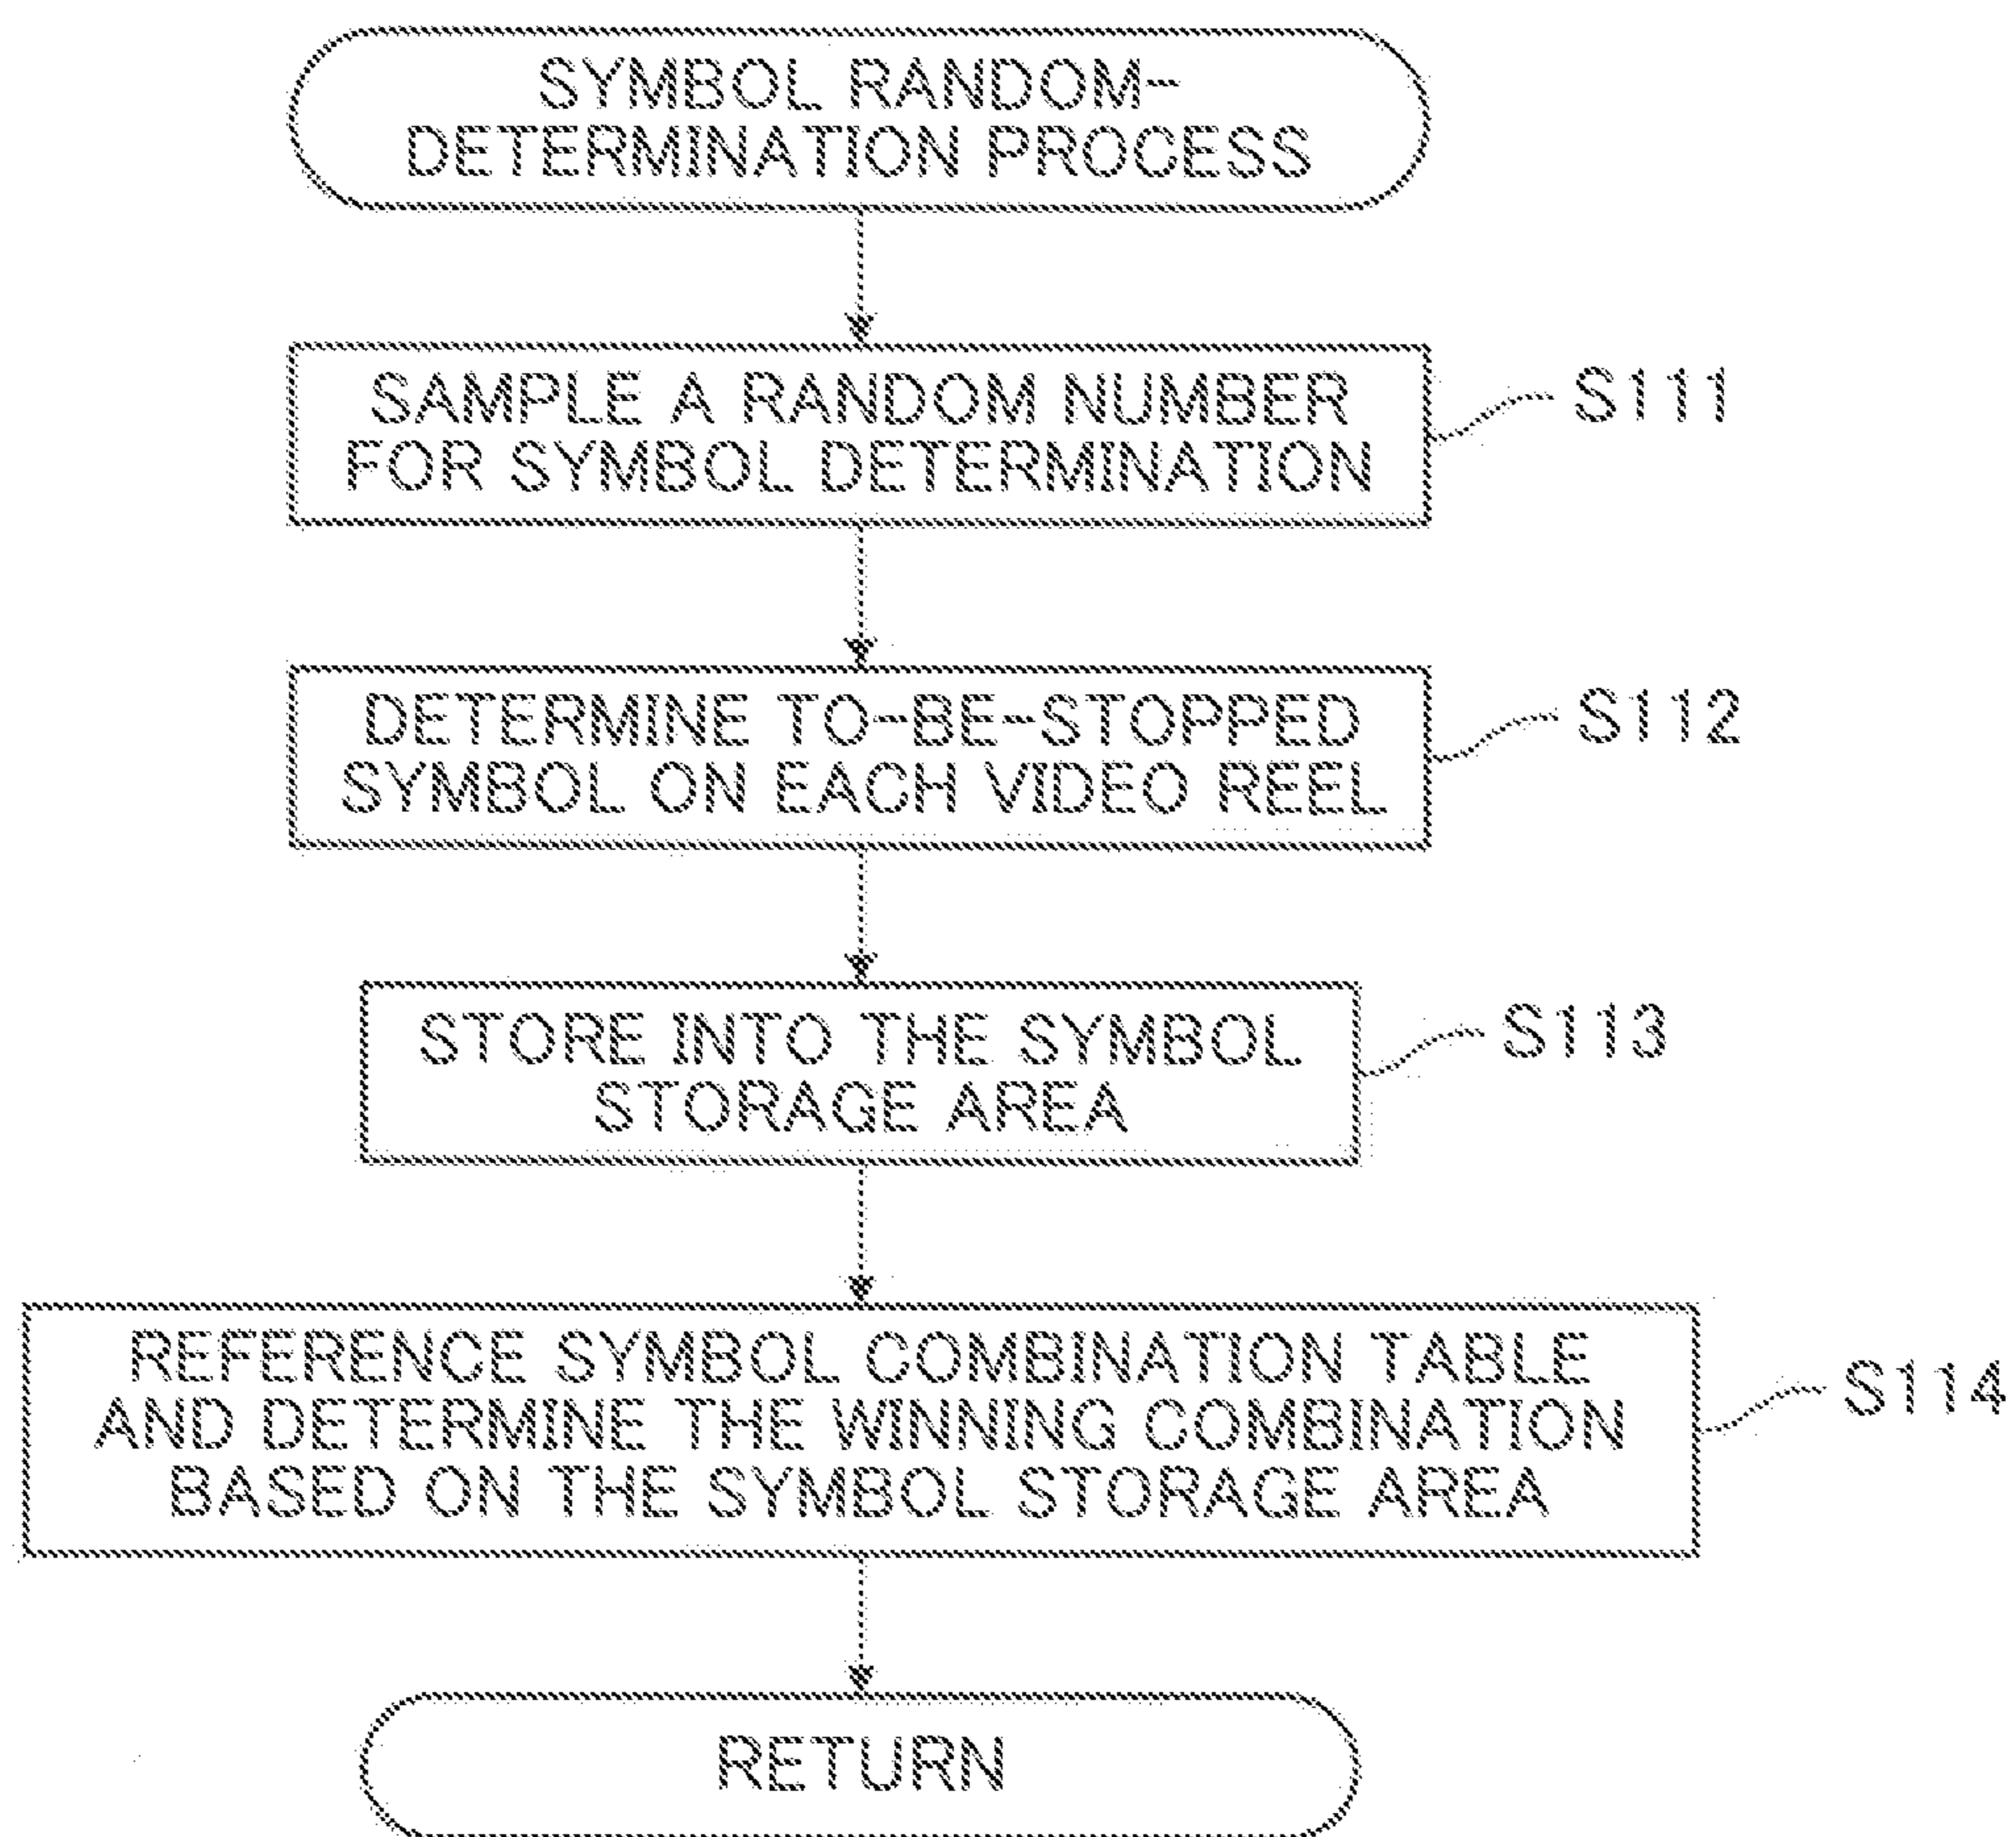 SYMBOL RANDOM-
DETERMINATION PROCESS
SAMPLE A RANDOM NUMBER
FOR SYMBOL DETERMINATION
S111
DETERMINE TO-BE-STOPPED
SYMBOL ON EACH VIDEO REEL
S112
STORE INTO THE SYMBOL
STORAGE AREA
S113
REFERENCE SYMBOL COMBINATION TABLE
AND DETERMINE THE WINNING COMBINATION
BASED ON THE SYMBOL STORAGE AREA
S114
RETURN